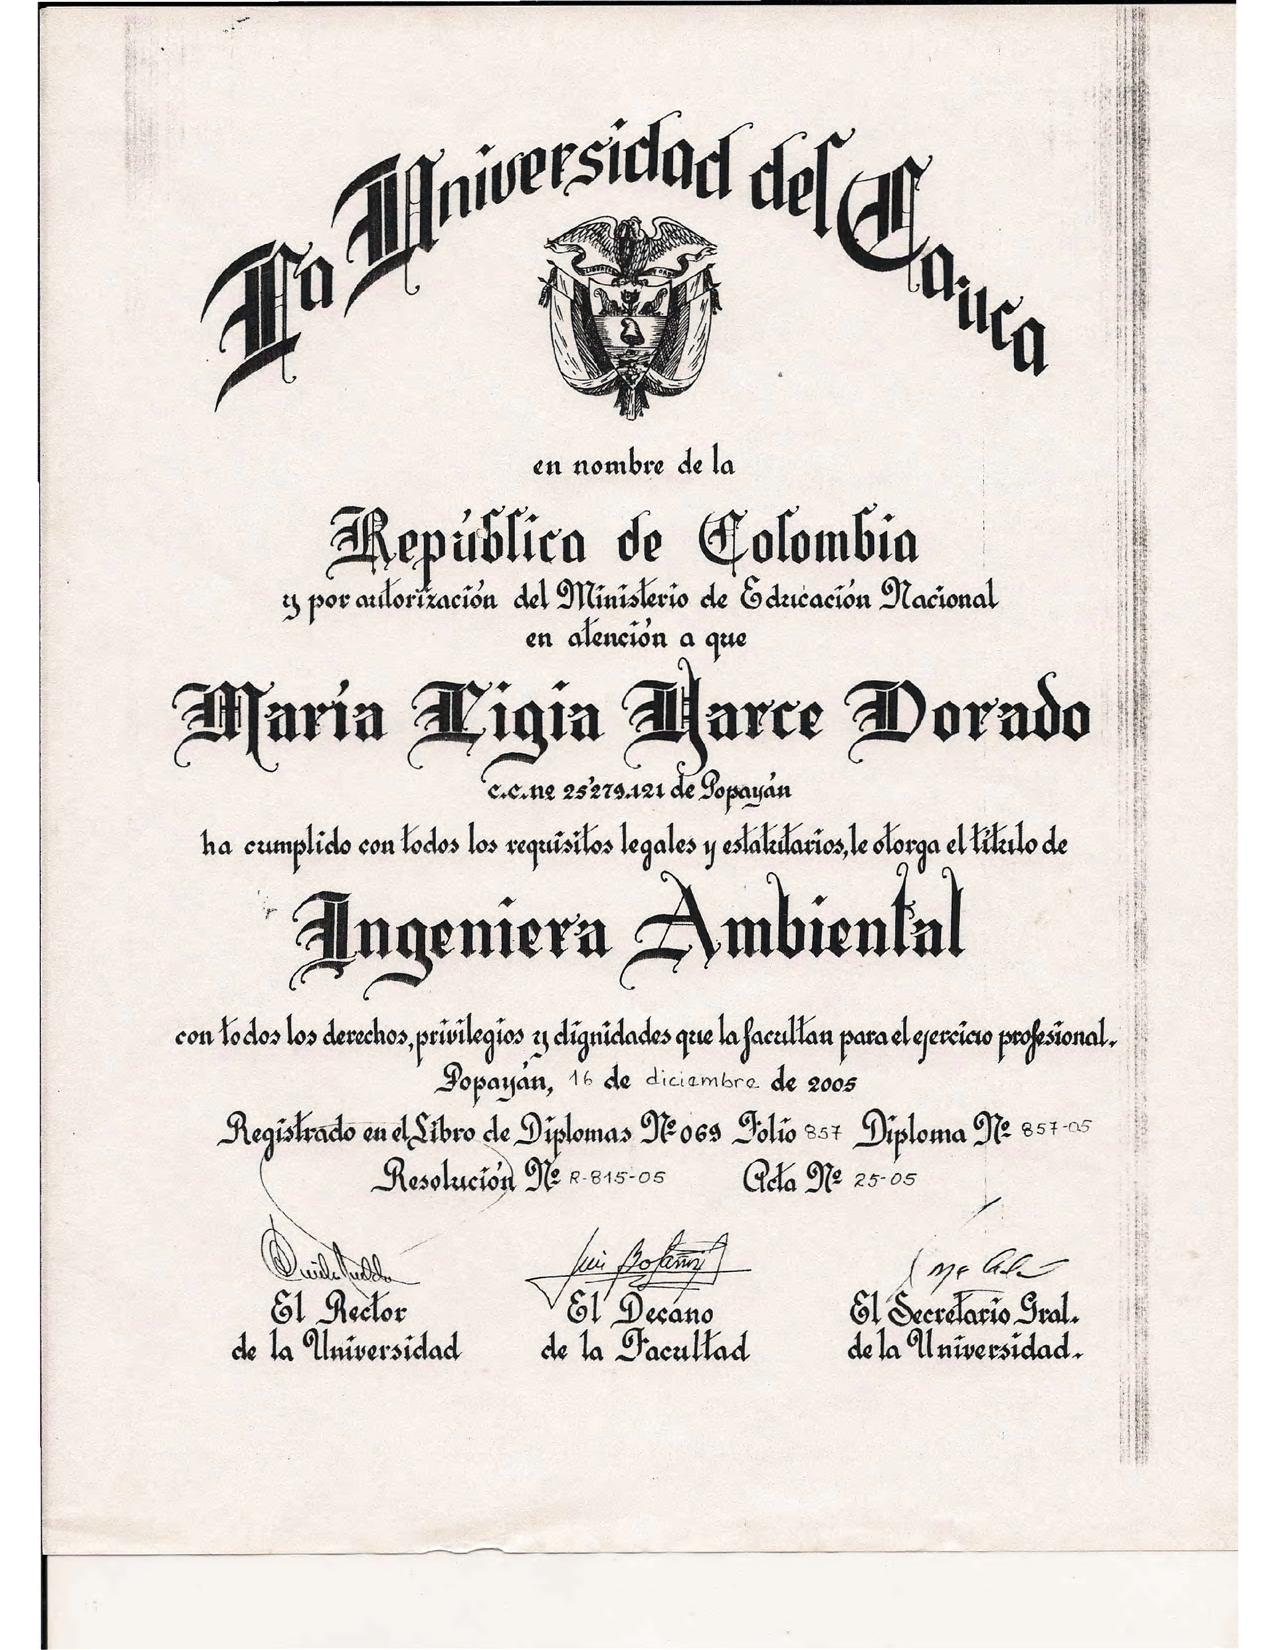 La Universidad del Cauca
en nombre de la
República de Colombia
y por autorización del Ministerio de Educación Nacional
en atención a que
María Ligia Yarce Dorado
C.C. Nº 25'279.121 de Popayán
ha cumplido con todos los requisitos legales y estatutarios, le otorga el título de
Ingeniera Ambiental
con todos los derechos, privilegios y dignidades que la facultan para el ejercicio profesional.
Popayán, 16 de diciembre de 2005
Registrado en el Libro de Diplomas Nº 069 Folio 857 Diploma Nº 857-05
Resolución Nº R-815-05 Acta Nº 25-05
El Rector El Decano El Secretario Gral.
de la Universidad de la Facultad de la Universidad.